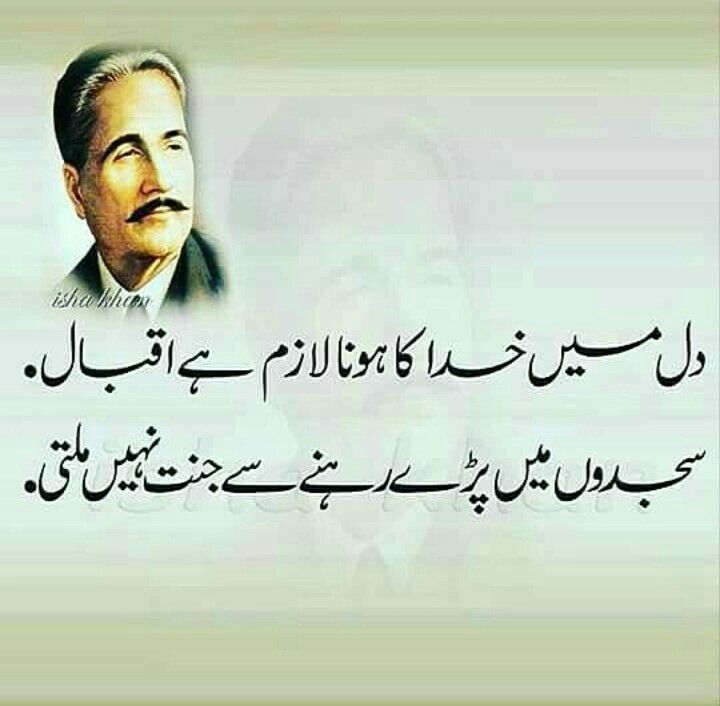 isha khan
دل میں خدا کا ہونا لازم ہے اقبال.
سجدوں میں پڑے رہنے سے جنت نہیں ملتی.